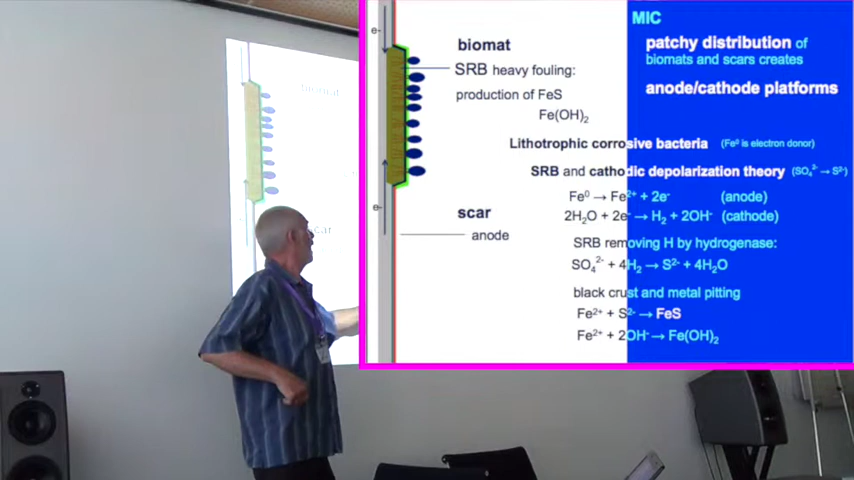 MIC
e-
biomat
patchy distribution of
biomats and scars creates
SRB heavy fouling:
anode/cathode platforms
production of FeS
Fe(OH)2
Lithotrophic corrosive bacteria (Fe0 is electron donor)
SRB and cathodic depolarization theory (SO42- → S2-)
Fe0 → Fe2+ + 2e- (anode)
e-
scar
2H2O + 2e- → H2 + 2OH- (cathode)
anode
SRB removing H by hydrogenase:
SO42- + 4H2 → S2- + 4H2O
black crust and metal pitting
Fe2+ + S2- → FeS
Fe2+ + 2OH- → Fe(OH)2
biomat
scar